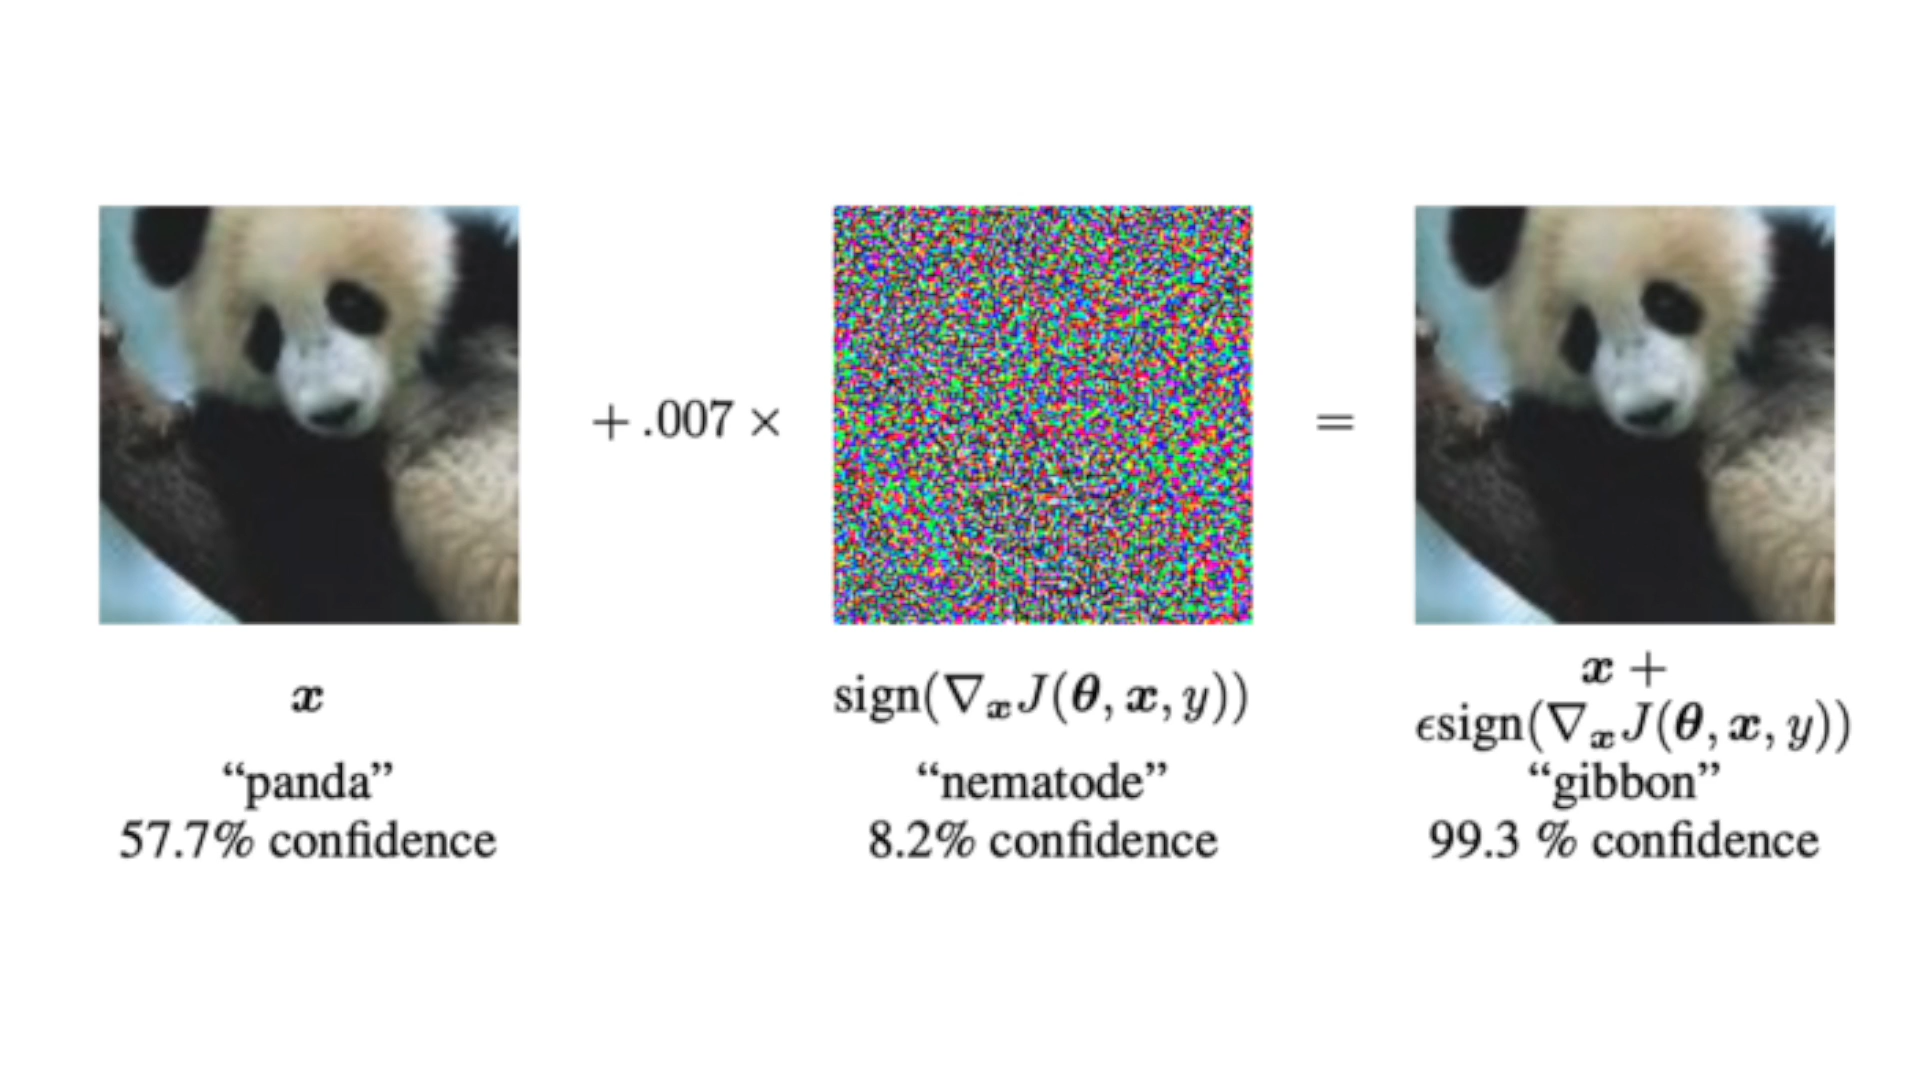 + .007 ×
=
x
sign(∇ₓJ(θ, x, y))
x +
ϵsign(∇ₓJ(θ, x, y))
“panda”
“nematode”
“gibbon”
57.7% confidence
8.2% confidence
99.3 % confidence